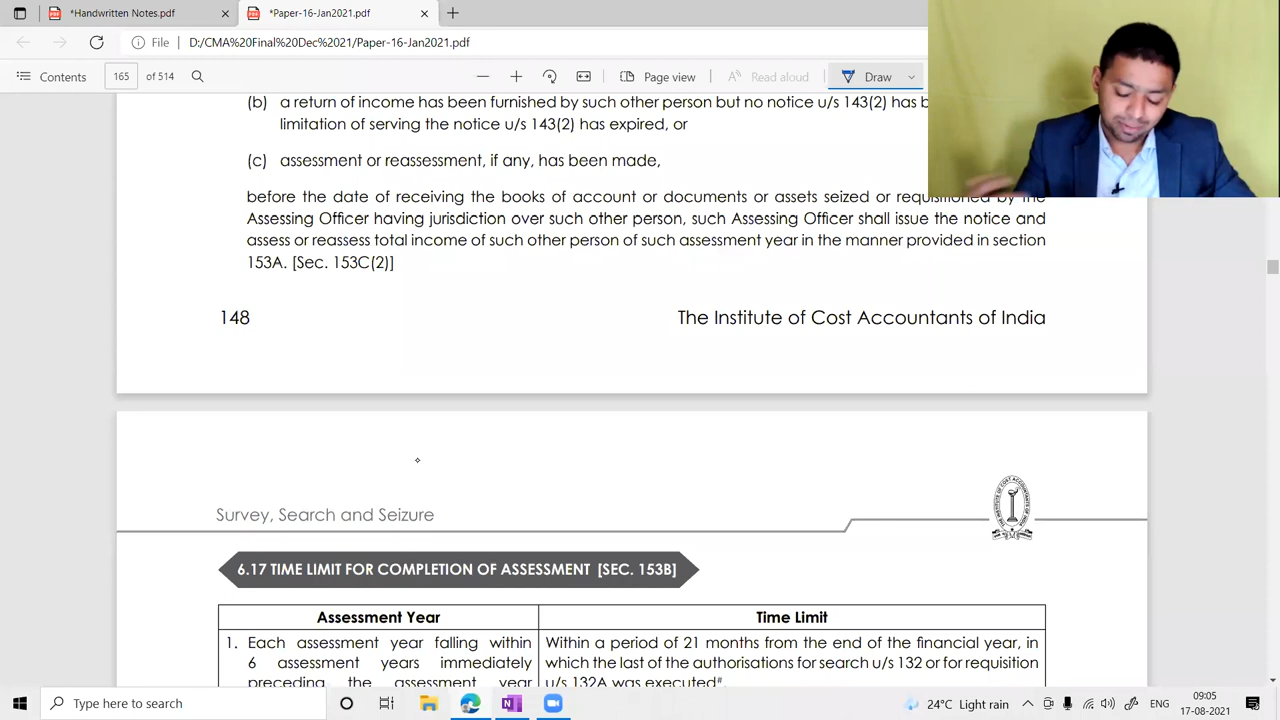 *Handwritten Notes.pdf
*Paper-16-Jan2021.pdf
File
D:/CMA%20Final%20Dec%2021/Paper-16-Jan2021.pdf
Contents
165
of 514
Page view
Read aloud
Draw
(b) a return of income has been furnished by such other person but no notice u/s 143(2) has
limitation of serving the notice u/s 143(2) has expired, or
(c) assessment or reassessment, if any, has been made,
before the date of receiving the books of account or documents or assets seized or requisitioned by the
Assessing Officer having jurisdiction over such other person, such Assessing Officer shall issue the notice and
assess or reassess total income of such other person of such assessment year in the manner provided in section
153A. [Sec. 153C(2)]
148
The Institute of Cost Accountants of India
Survey, Search and Seizure
6.17 TIME LIMIT FOR COMPLETION OF ASSESSMENT [SEC. 153B]
Assessment Year
Time Limit
1. Each assessment year falling within
6 assessment years immediately
preceding the assessment year
Within a period of 21 months from the end of the financial year, in
which the last of the authorisations for search u/s 132 or for requisition
u/s 132A was executed#
Type here to search
24°C Light rain
ENG
09:05
17-08-2021